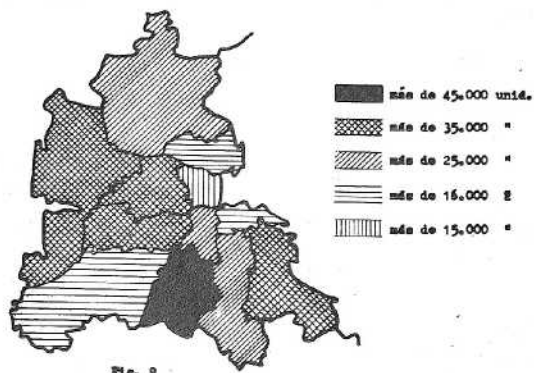 más de 45.000 unid.
más de 35.000 "
más de 25.000 "
más de 16.000 "
más de 15.000 "
Fig. 8